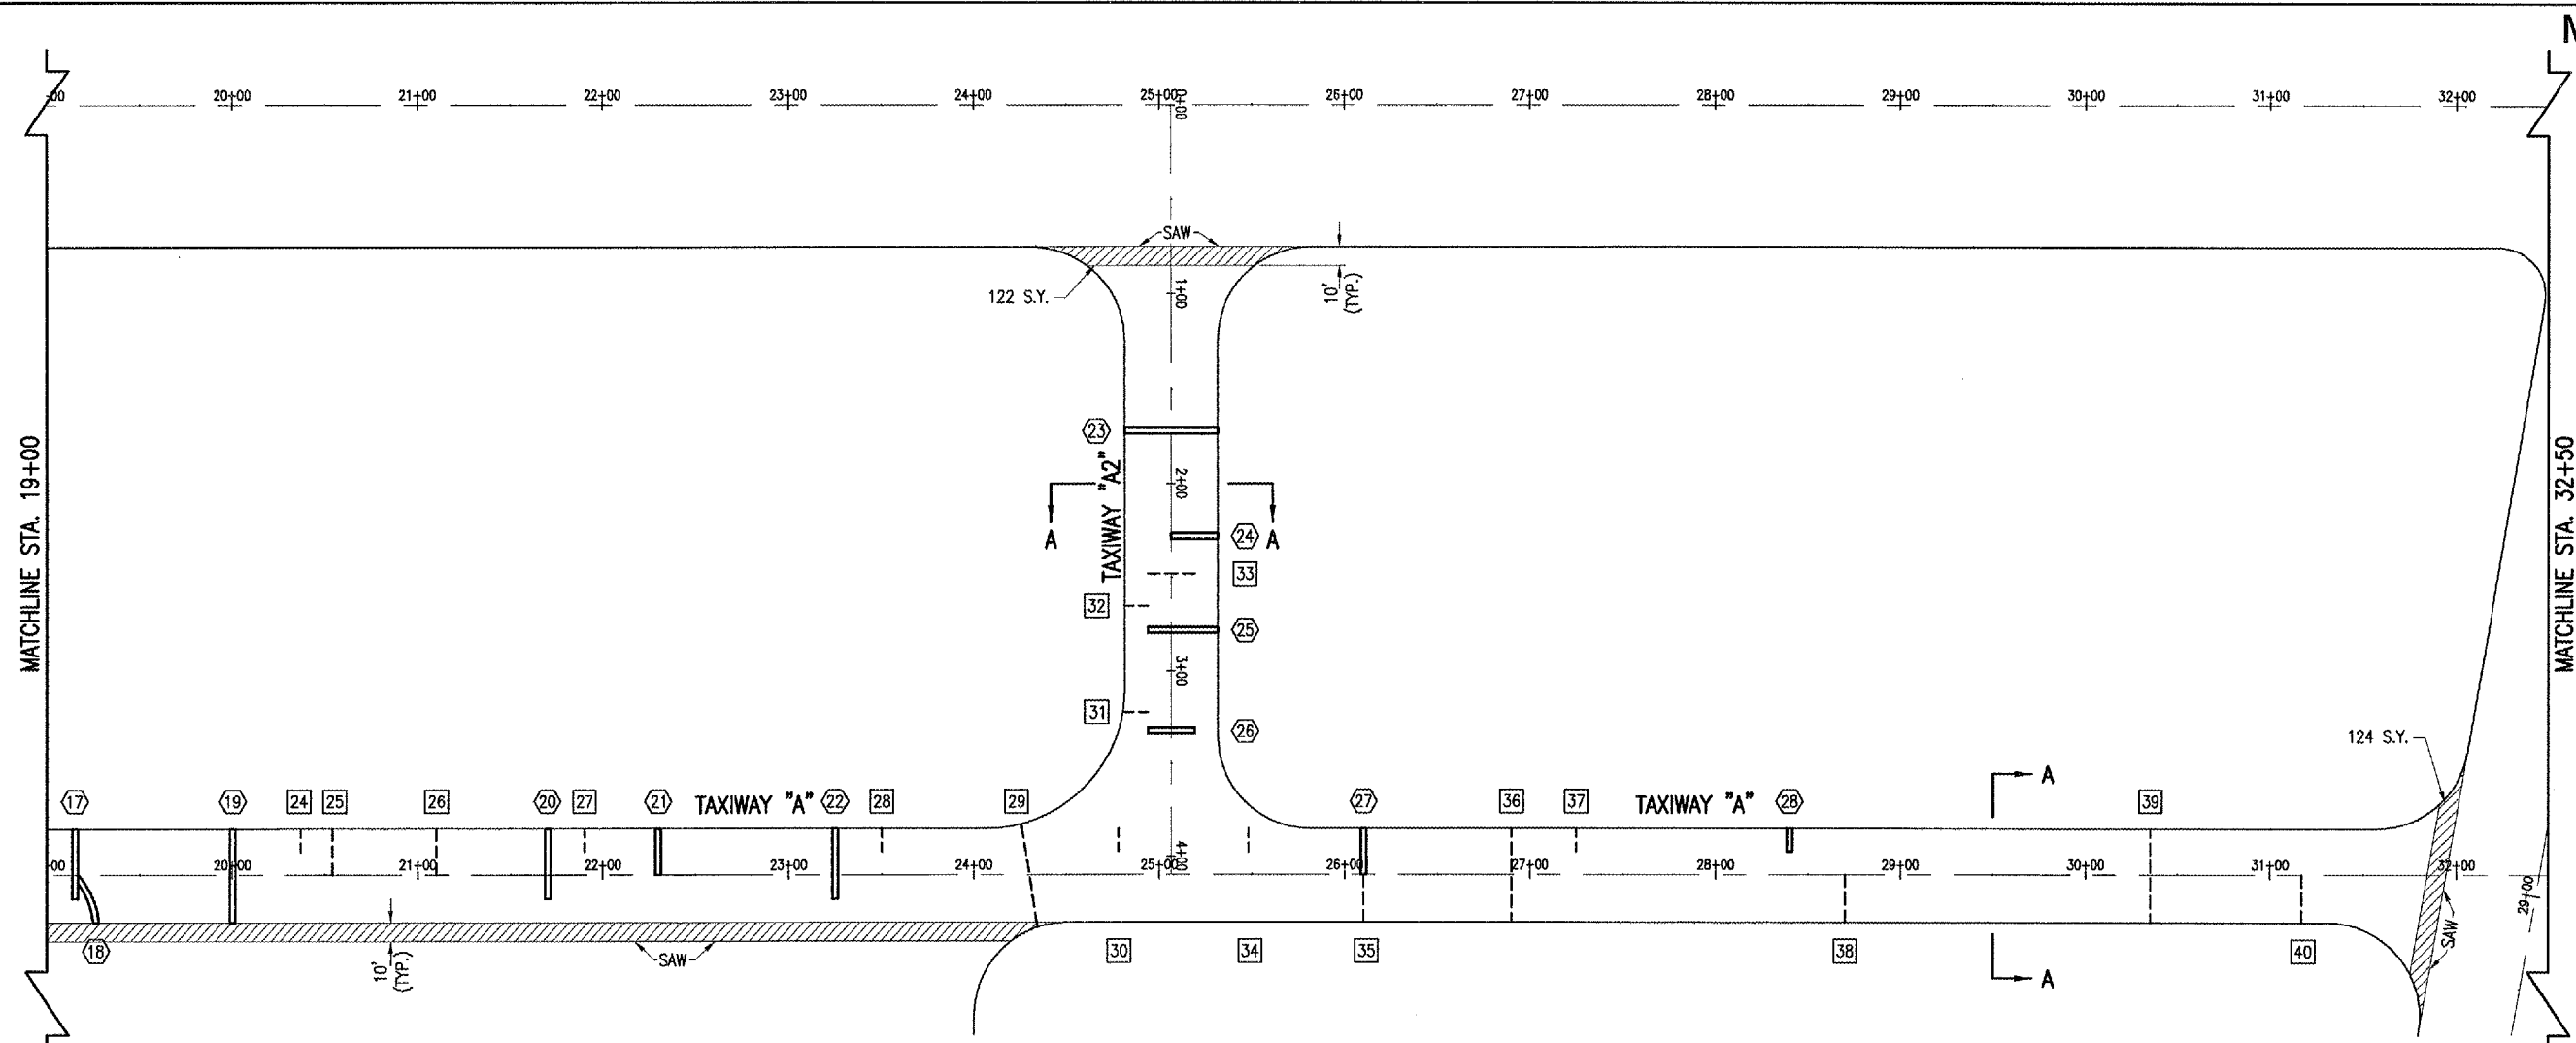 +00 20+00 21+00 22+00 23+00 24+00 25+00 26+00 27+00 28+00 29+00 30+00 31+00 32+00
SAW
122 S.Y.
1+00
10'
(TYP.)
MATCHLINE STA. 19+00
MATCHLINE STA. 32+50
23
TAXIWAY "A2"
2+00
A
A
24
33
32
25
3+00
31
26
124 S.Y.
17 19 24 25 26 20 27 21 TAXIWAY "A" 22 28 29
27 36 37 TAXIWAY "A" 28 A 39
4+00
+00 20+00 21+00 22+00 23+00 24+00 25+00 26+00 27+00 28+00 29+00 30+00 31+00 32+00
29+00
18
10'
(TYP.)
SAW
30 34 35 38 40
A
SAW